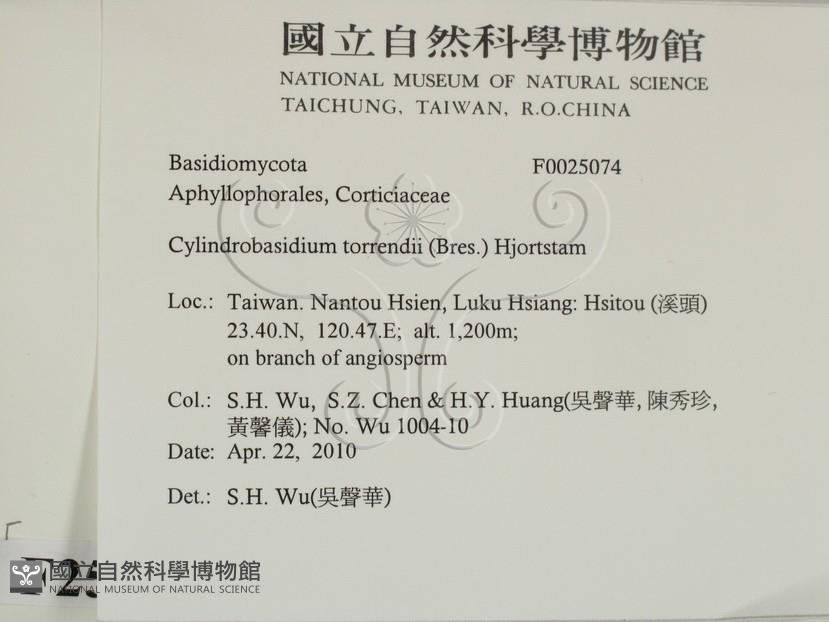 國立自然科學博物館
NATIONAL MUSEUM OF NATURAL SCIENCE
TAICHUNG, TAIWAN, R.O.CHINA
Basidiomycota F0025074
Aphyllophorales, Corticiaceae
Cylindrobasidium torrendii (Bres.) Hjortstam
Loc.: Taiwan. Nantou Hsien, Luku Hsiang: Hsitou (溪頭)
23.40.N, 120.47.E; alt. 1,200m;
on branch of angiosperm
Col.: S.H. Wu, S.Z. Chen & H.Y. Huang(吳聲華, 陳秀珍,
黃馨儀); No. Wu 1004-10
Date: Apr. 22, 2010
Det.: S.H. Wu(吳聲華)
國立自然科學博物館
NATIONAL MUSEUM OF NATURAL SCIENCE